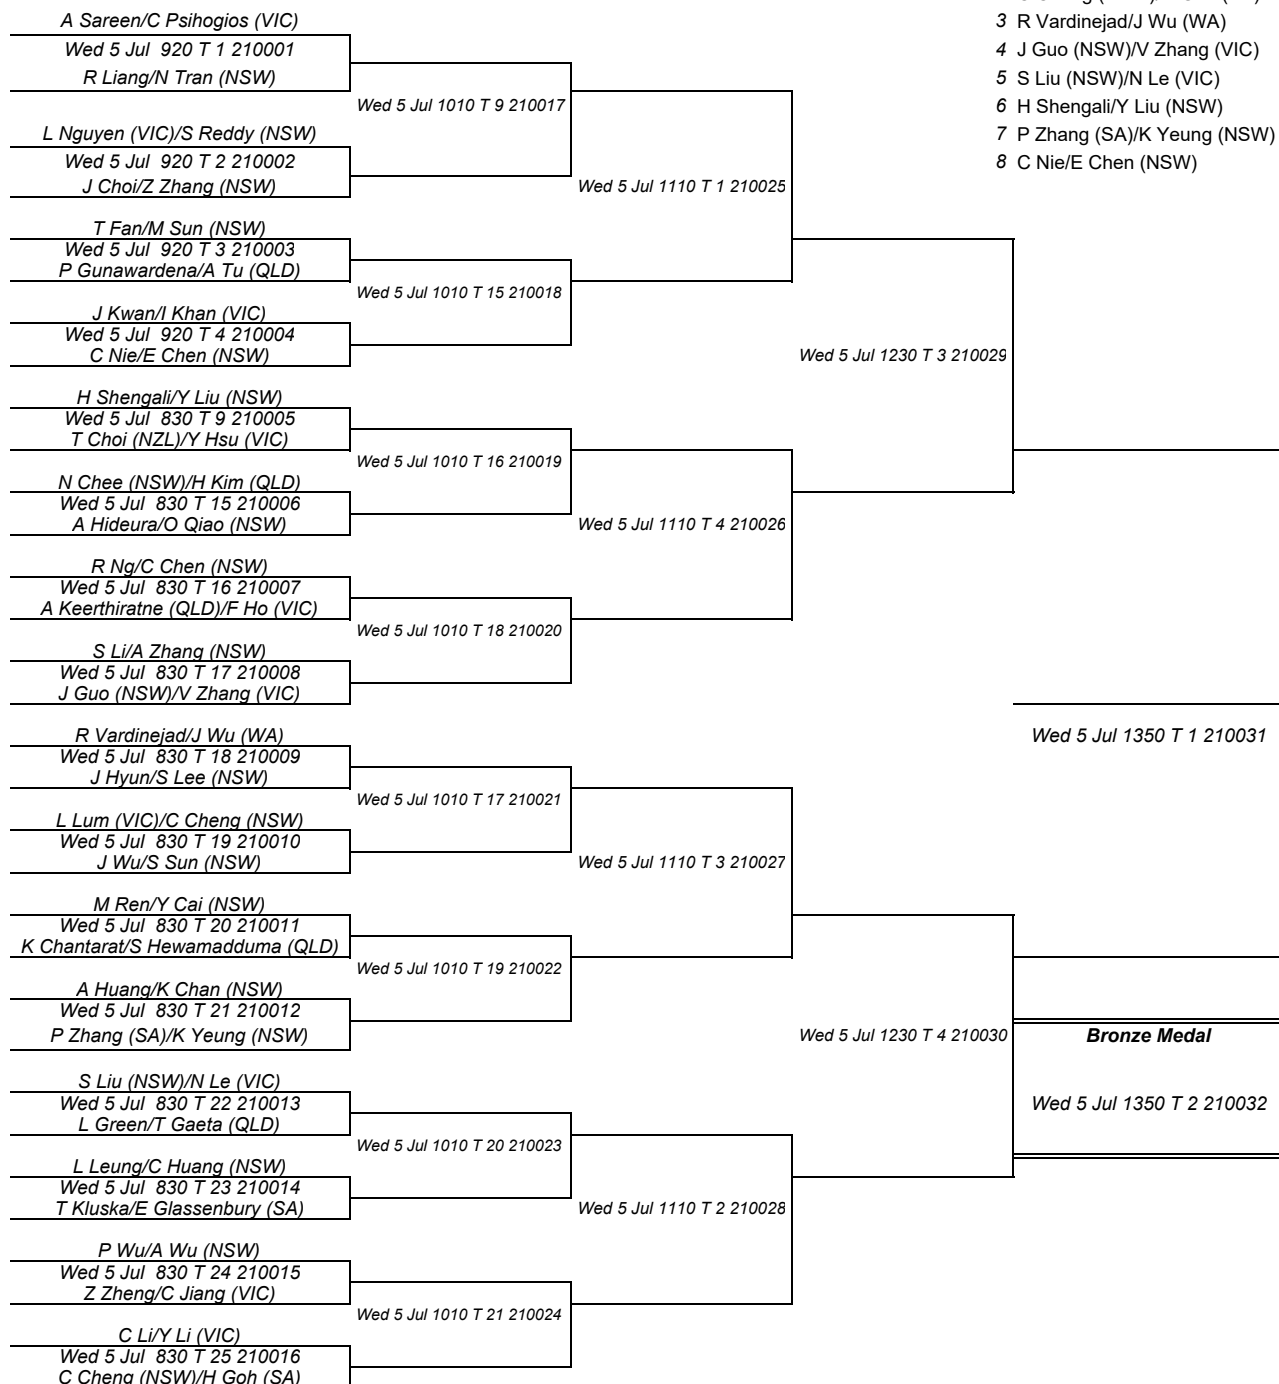 A Sareen/C Psihogios (VIC)
Wed 5 Jul 920 T 1 210001
R Liang/N Tran (NSW)
Wed 5 Jul 1010 T 9 210017
L Nguyen (VIC)/S Reddy (NSW)
Wed 5 Jul 920 T 2 210002
J Choi/Z Zhang (NSW)
Wed 5 Jul 1110 T 1 210025
T Fan/M Sun (NSW)
Wed 5 Jul 920 T 3 210003
P Gunawardena/A Tu (QLD)
Wed 5 Jul 1010 T 15 210018
J Kwan/I Khan (VIC)
Wed 5 Jul 920 T 4 210004
C Nie/E Chen (NSW)
Wed 5 Jul 1230 T 3 210029
H Shengali/Y Liu (NSW)
Wed 5 Jul 830 T 9 210005
T Choi (NZL)/Y Hsu (VIC)
Wed 5 Jul 1010 T 16 210019
N Chee (NSW)/H Kim (QLD)
Wed 5 Jul 830 T 15 210006
A Hideura/O Qiao (NSW)
Wed 5 Jul 1110 T 4 210026
R Ng/C Chen (NSW)
Wed 5 Jul 830 T 16 210007
A Keerthiratne (QLD)/F Ho (VIC)
Wed 5 Jul 1010 T 18 210020
S Li/A Zhang (NSW)
Wed 5 Jul 830 T 17 210008
J Guo (NSW)/V Zhang (VIC)
R Vardinejad/J Wu (WA)
Wed 5 Jul 1350 T 1 210031
Wed 5 Jul 830 T 18 210009
J Hyun/S Lee (NSW)
Wed 5 Jul 1010 T 17 210021
L Lum (VIC)/C Cheng (NSW)
Wed 5 Jul 830 T 19 210010
J Wu/S Sun (NSW)
Wed 5 Jul 1110 T 3 210027
M Ren/Y Cai (NSW)
Wed 5 Jul 830 T 20 210011
K Chantarat/S Hewamadduma (QLD)
Wed 5 Jul 1010 T 19 210022
A Huang/K Chan (NSW)
Wed 5 Jul 830 T 21 210012
P Zhang (SA)/K Yeung (NSW)
Wed 5 Jul 1230 T 4 210030
Bronze Medal
S Liu (NSW)/N Le (VIC)
Wed 5 Jul 830 T 22 210013
Wed 5 Jul 1350 T 2 210032
L Green/T Gaeta (QLD)
Wed 5 Jul 1010 T 20 210023
L Leung/C Huang (NSW)
Wed 5 Jul 830 T 23 210014
T Kluska/E Glassenbury (SA)
Wed 5 Jul 1110 T 2 210028
P Wu/A Wu (NSW)
Wed 5 Jul 830 T 24 210015
Z Zheng/C Jiang (VIC)
Wed 5 Jul 1010 T 21 210024
C Li/Y Li (VIC)
Wed 5 Jul 830 T 25 210016
C Cheng (NSW)/H Goh (SA)
3 R Vardinejad/J Wu (WA)
4 J Guo (NSW)/V Zhang (VIC)
5 S Liu (NSW)/N Le (VIC)
6 H Shengali/Y Liu (NSW)
7 P Zhang (SA)/K Yeung (NSW)
8 C Nie/E Chen (NSW)